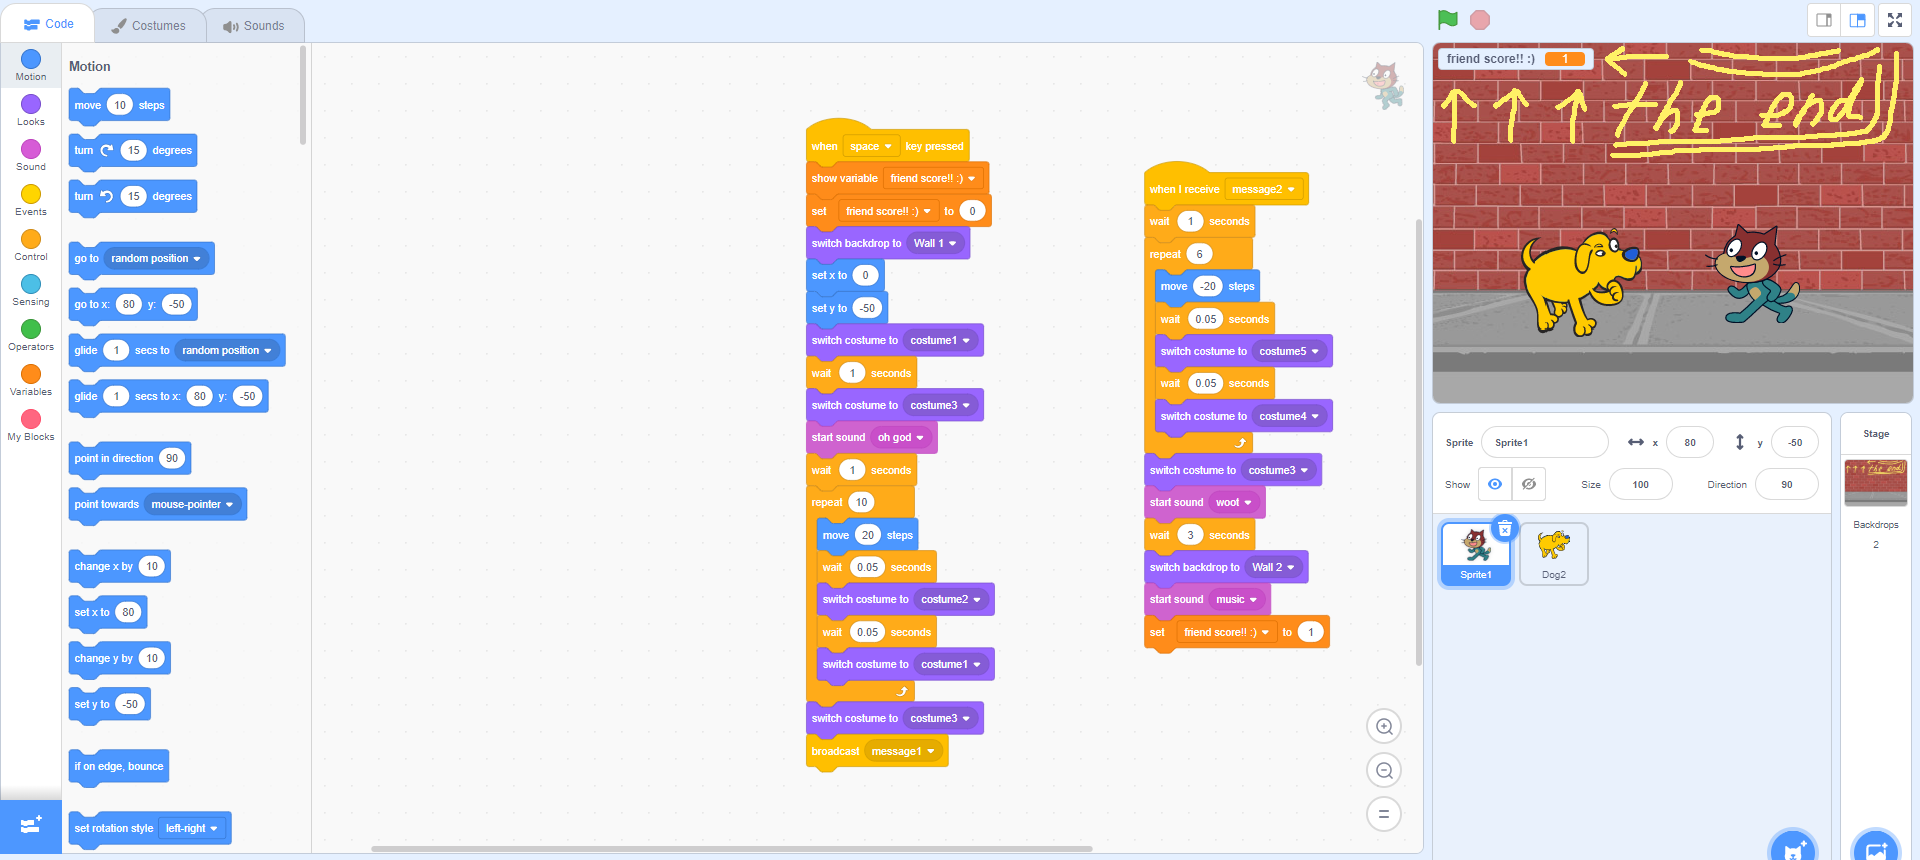 Code
Costumes
Sounds
Motion
Looks
Sound
Events
Control
Sensing
Operators
Variables
My Blocks
Motion
move 10 steps
turn 15 degrees
turn 15 degrees
go to random position
go to x: 80 y: -50
glide 1 secs to random position
glide 1 secs to x: 80 y: -50
point in direction 90
point towards mouse-pointer
change x by 10
set x to 80
change y by 10
set y to -50
if on edge, bounce
set rotation style left-right
when space key pressed
show variable friend score!! :)
set friend score!! :) to 0
switch backdrop to Wall 1
set x to 0
set y to -50
switch costume to costume1
wait 1 seconds
switch costume to costume3
start sound oh god
wait 1 seconds
repeat 10
move 20 steps
wait 0.05 seconds
switch costume to costume2
wait 0.05 seconds
switch costume to costume1
switch costume to costume3
broadcast message1
when I receive message2
wait 1 seconds
repeat 6
move -20 steps
wait 0.05 seconds
switch costume to costume5
wait 0.05 seconds
switch costume to costume4
switch costume to costume3
start sound woot
wait 3 seconds
switch backdrop to Wall 2
start sound music
set friend score!! :) to 1
friend score!! :) 1
the end
Sprite Sprite1 x 80 y -50
Show Size 100 Direction 90
Sprite1
Dog2
Stage
the end
Backdrops
2